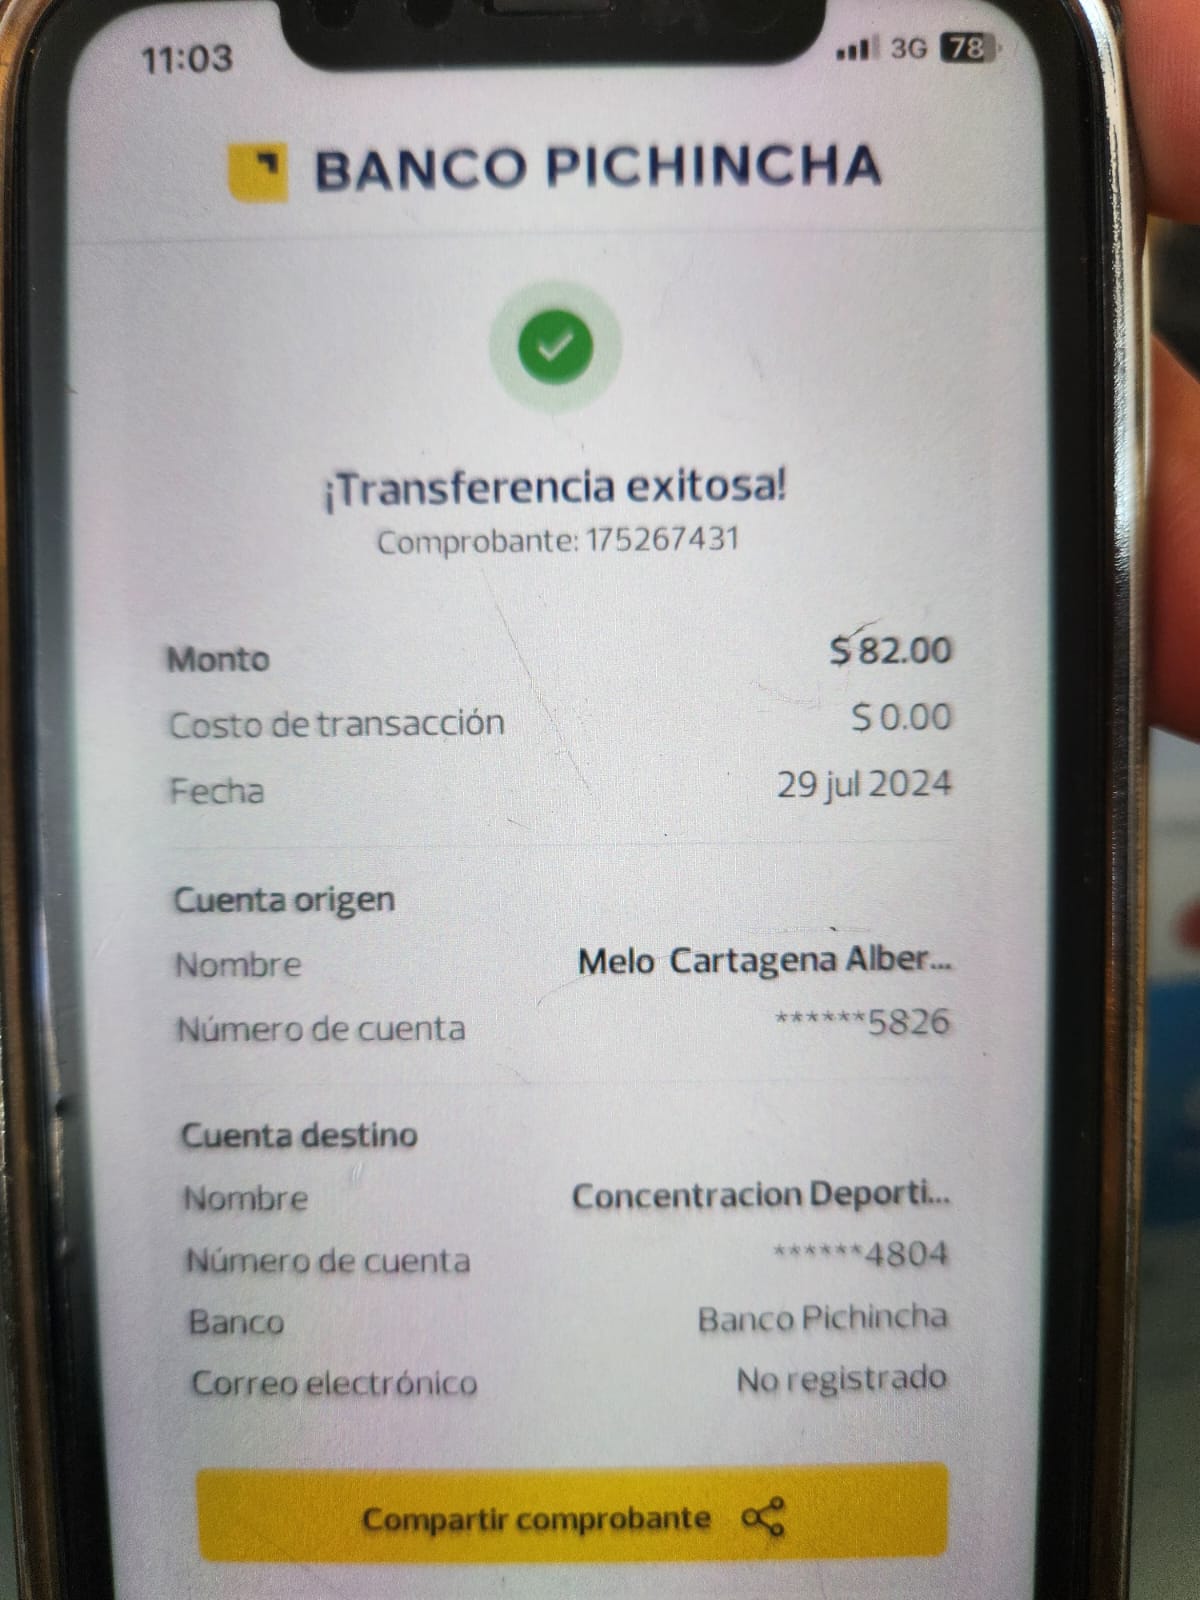 11:03 3G 78
BANCO PICHINCHA
¡Transferencia exitosa!
Comprobante: 175267431
Monto $ 82.00
Costo de transacción $ 0.00
Fecha 29 jul 2024
Cuenta origen
Nombre Melo Cartagena Alber...
Número de cuenta ******5826
Cuenta destino
Nombre Concentracion Deporti...
Número de cuenta ******4804
Banco Banco Pichincha
Correo electrónico No registrado
Compartir comprobante